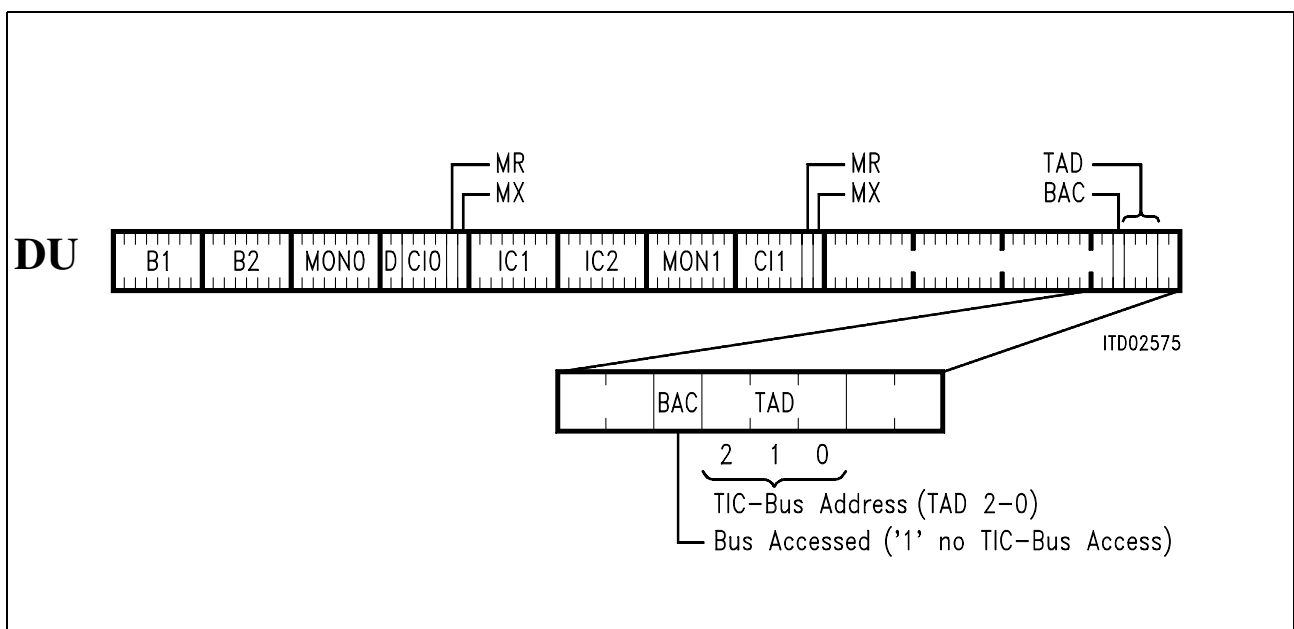 MR MR TAD
MX MX BAC
DU B1 B2 MON0 D CI0 IC1 IC2 MON1 CI1
ITD02575
BAC TAD
2 1 0
TIC-Bus Address (TAD 2-0)
Bus Accessed ('1' no TIC-Bus Access)